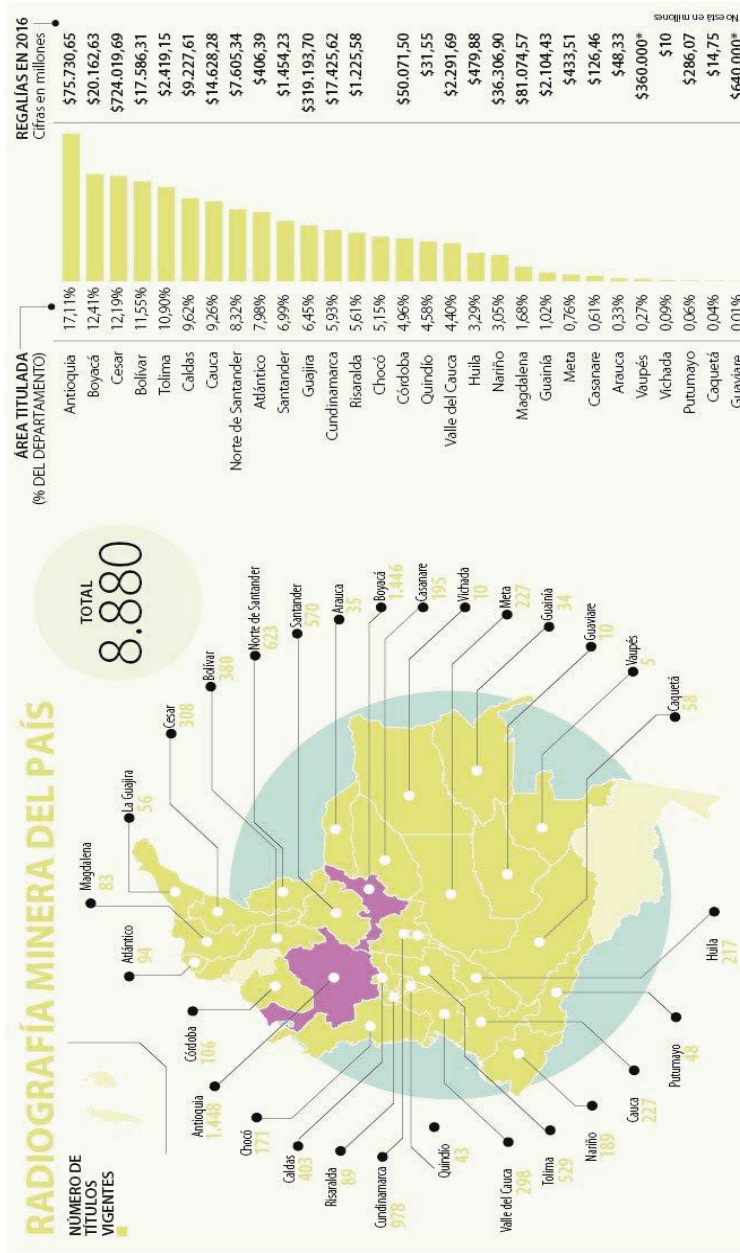 RADIOGRAFÍA MINERA DEL PAÍS
NÚMERO DE
TÍTULOS
VIGENTES
TOTAL
8.880
Atlántico
94
Magdalena
83
La Guajira
56
Cesar
308
Bolívar
380
Norte de Santander
623
Santander
570
Arauca
35
Boyacá
1.446
Casanare
195
Vichada
10
Meta
227
Guainía
34
Guaviare
10
Vaupés
5
Caquetá
58
Córdoba
106
Antioquia
1.448
Chocó
171
Caldas
403
Risaralda
89
Cundinamarca
978
Quindío
43
Valle del Cauca
298
Tolima
529
Nariño
189
Cauca
227
Putumayo
48
Huila
217
ÁREA TITULADA
(% DEL DEPARTAMENTO)
REGALÍAS EN 2016
Cifras en millones
Antioquia 17,11% $75.730,65
Boyacá 12,41% $20.162,63
Cesar 12,19% $724.019,69
Bolívar 11,55% $17.586,31
Tolima 10,90% $2.419,15
Caldas 9,62% $9.227,61
Cauca 9,26% $14.628,28
Norte de Santander 8,32% $7.605,34
Atlántico 7,98% $406,39
Santander 6,99% $1.454,23
Guajira 6,45% $319.193,70
Cundinamarca 5,93% $17.425,62
Risaralda 5,61% $1.225,58
Chocó 5,15%
Córdoba 4,96% $50.071,50
Quindío 4,58% $31,55
Valle del Cauca 4,40% $2.291,69
Huila 3,29% $479,88
Nariño 3,05% $36.306,90
Magdalena 1,68% $81.074,57
Guainía 1,02% $2.104,43
Meta 0,76% $433,51
Casanare 0,61% $126,46
Arauca 0,33% $48,33
Vaupés 0,27% $360.000*
Vichada 0,09% $10
Putumayo 0,06% $286,07
Caquetá 0,04% $14,75
Guaviare 0,01% $640.000*
No está en millones